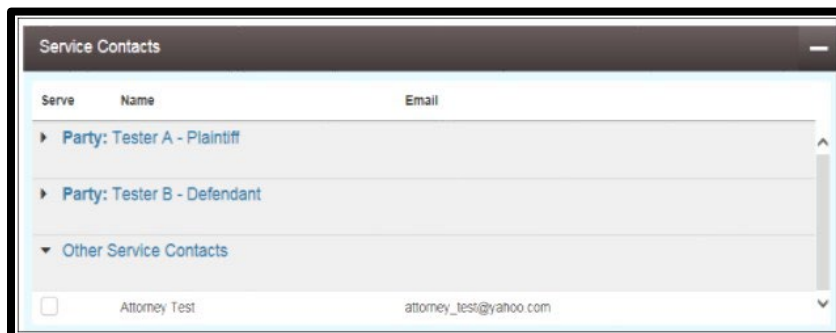 Service Contacts
Serve Name Email
Party: Tester A - Plaintiff
Party: Tester B - Defendant
Other Service Contacts
Attorney Test attorney_test@yahoo.com